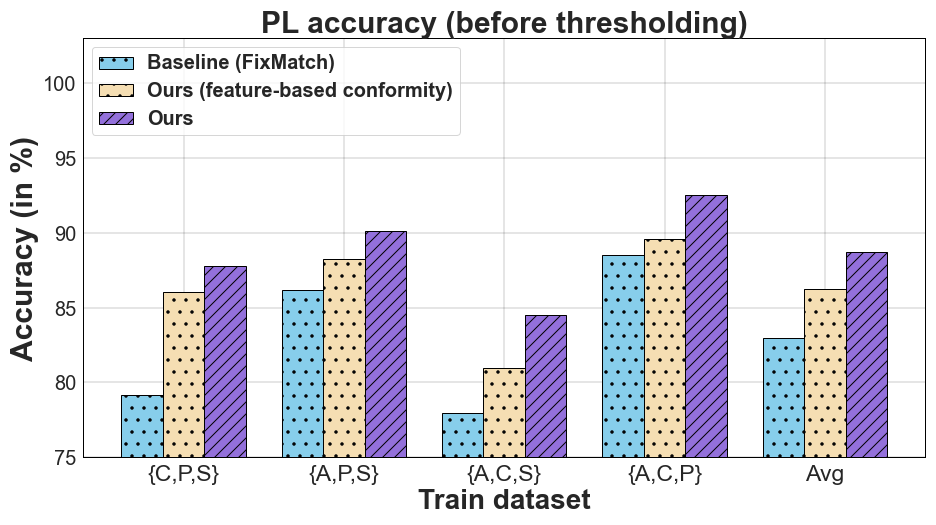 PL accuracy (before thresholding)
Baseline (FixMatch)
Ours (feature-based conformity)
Ours
Accuracy (in %)
100
95
90
85
80
75
{C,P,S} {A,P,S} {A,C,S} {A,C,P} Avg
Train dataset